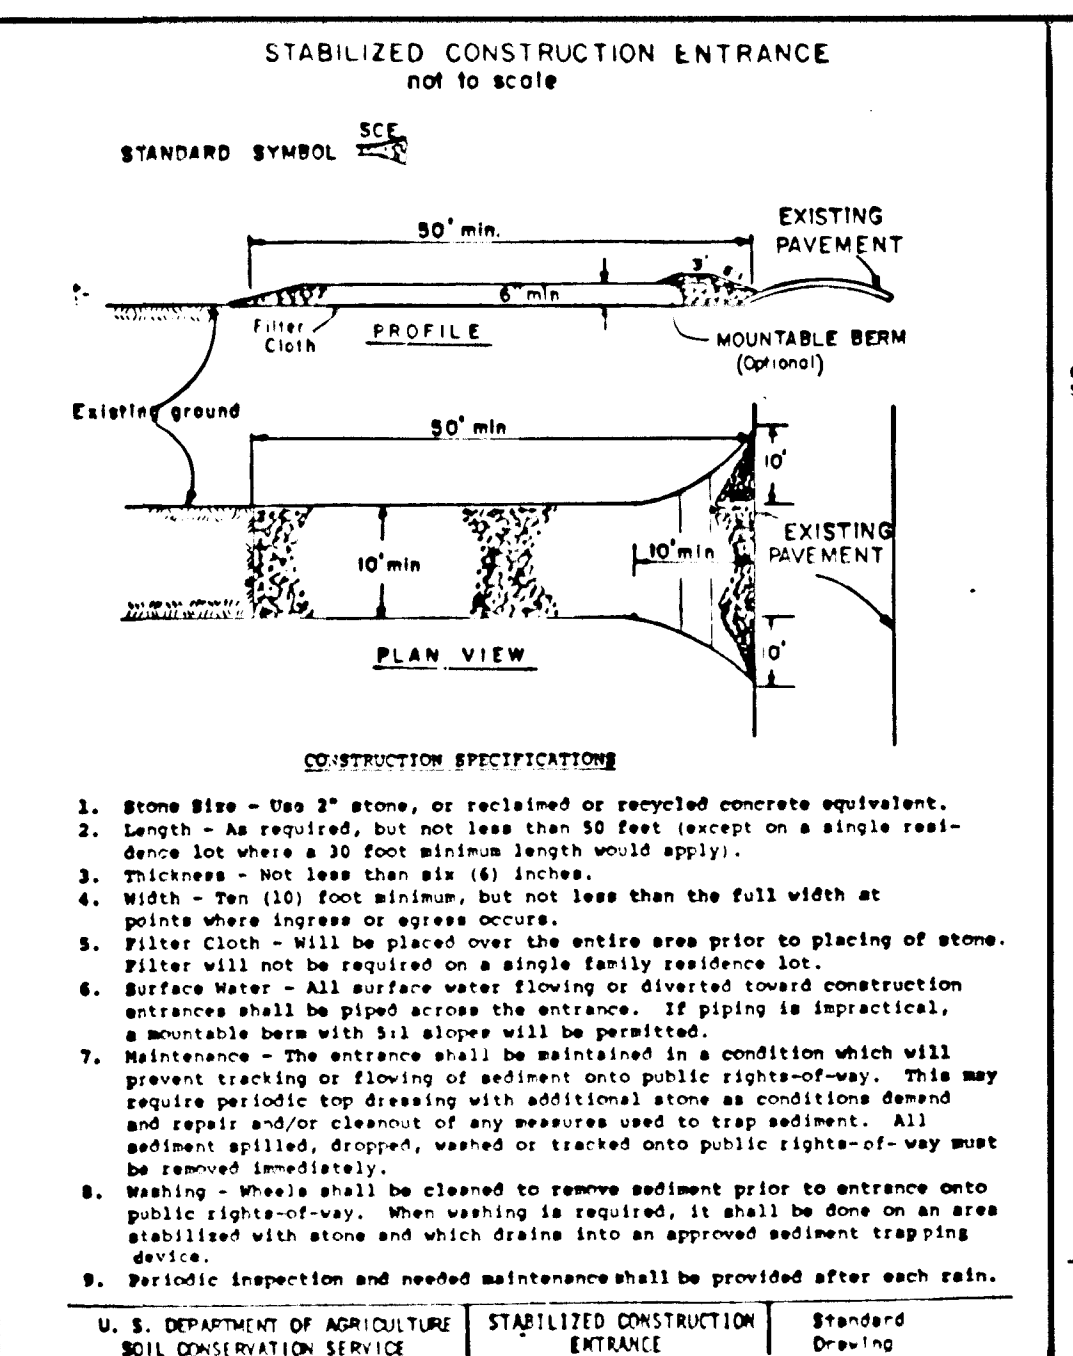 STABILIZED CONSTRUCTION ENTRANCE
not to scale
SCE
STANDARD SYMBOL
50' min.
EXISTING
PAVEMENT
3'
6" min
Filter
Cloth
PROFILE
MOUNTABLE BERM
(Optional)
Existing ground
50' min
10'
10' min
10' min
EXISTING
PAVEMENT
10'
PLAN VIEW
CONSTRUCTION SPECIFICATIONS
1. Stone Size - Use 2" stone, or reclaimed or recycled concrete equivalent.
2. Length - As required, but not less than 50 feet (except on a single resi-
dence lot where a 30 foot minimum length would apply).
3. Thickness - Not less than six (6) inches.
4. Width - Ten (10) foot minimum, but not less than the full width at
points where ingress or egress occurs.
5. Filter Cloth - Will be placed over the entire area prior to placing of stone.
Filter will not be required on a single family residence lot.
6. Surface Water - All surface water flowing or diverted toward construction
entrances shall be piped across the entrance. If piping is impractical,
a mountable berm with 5:1 slopes will be permitted.
7. Maintenance - The entrance shall be maintained in a condition which will
prevent tracking or flowing of sediment onto public rights-of-way. This may
require periodic top dressing with additional stone as conditions demand
and repair and/or cleanout of any measures used to trap sediment. All
sediment spilled, dropped, washed or tracked onto public rights-of-way must
be removed immediately.
8. Washing - Wheels shall be cleaned to remove sediment prior to entrance onto
public rights-of-way. When washing is required, it shall be done on an area
stabilized with stone and which drains into an approved sediment trapping
device.
9. Periodic inspection and needed maintenance shall be provided after each rain.
U. S. DEPARTMENT OF AGRICULTURE
SOIL CONSERVATION SERVICE
STABILIZED CONSTRUCTION
ENTRANCE
Standard
Drawing